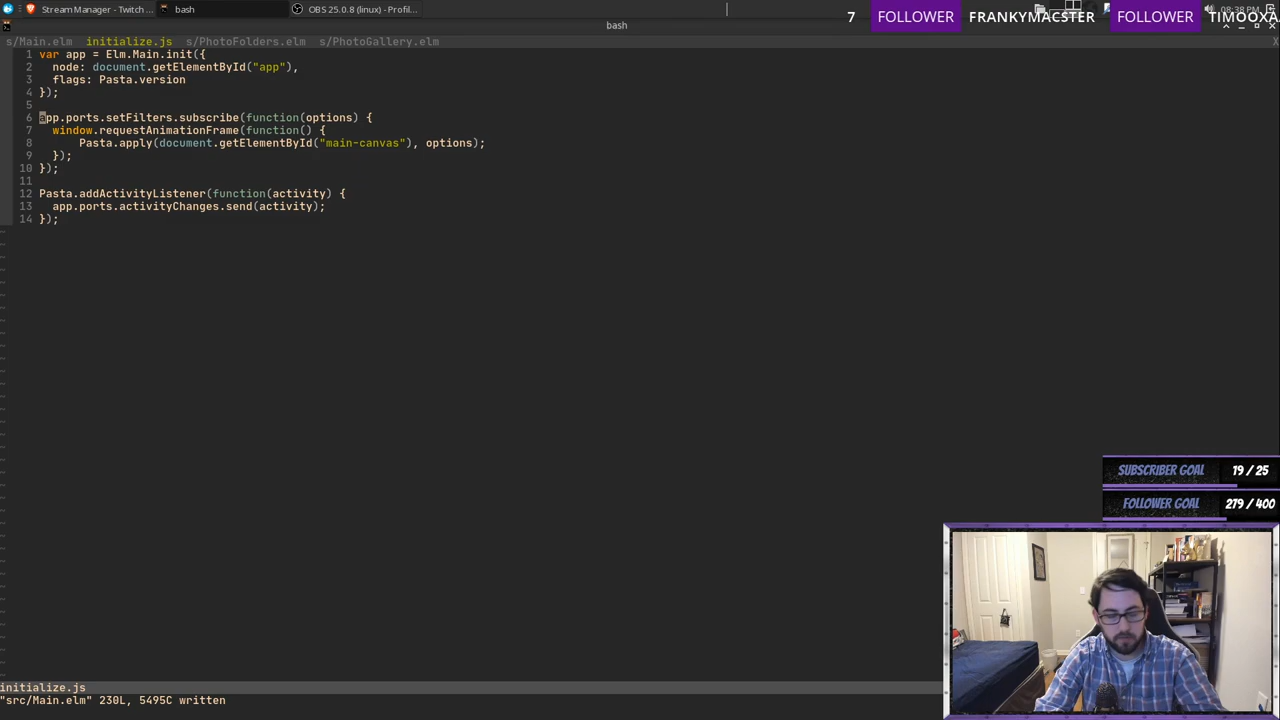 Stream Manager - Twitch ... bash OBS 25.0.8 (linux) - Profil... 08:38 PM
7 FOLLOWER FRANKYMACSTER FOLLOWER TIMOOXA
bash
s/Main.elm initialize.js s/PhotoFolders.elm s/PhotoGallery.elm X
1 var app = Elm.Main.init({
2 node: document.getElementById("app"),
3 flags: Pasta.version
4 });
5
6 app.ports.setFilters.subscribe(function(options) {
7 window.requestAnimationFrame(function() {
8 Pasta.apply(document.getElementById("main-canvas"), options);
9 });
10 });
11
12 Pasta.addActivityListener(function(activity) {
13 app.ports.activityChanges.send(activity);
14 });
SUBSCRIBER GOAL 19 / 25
FOLLOWER GOAL 279 / 400
initialize.js
"src/Main.elm" 230L, 5495C written